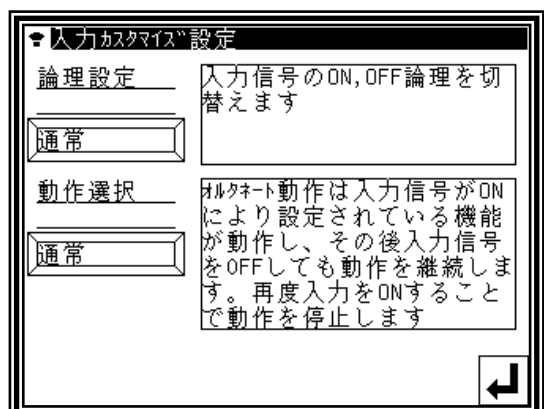 入力ｶｽﾀﾏｲｽﾞ設定
論理設定
入力信号のON,OFF論理を切
替えます
通常
動作選択
ｵﾙﾀﾈｰﾄ動作は入力信号がON
により設定されている機能
が動作し、その後入力信号
をOFFしても動作を継続しま
す。再度入力をONすること
で動作を停止します
通常